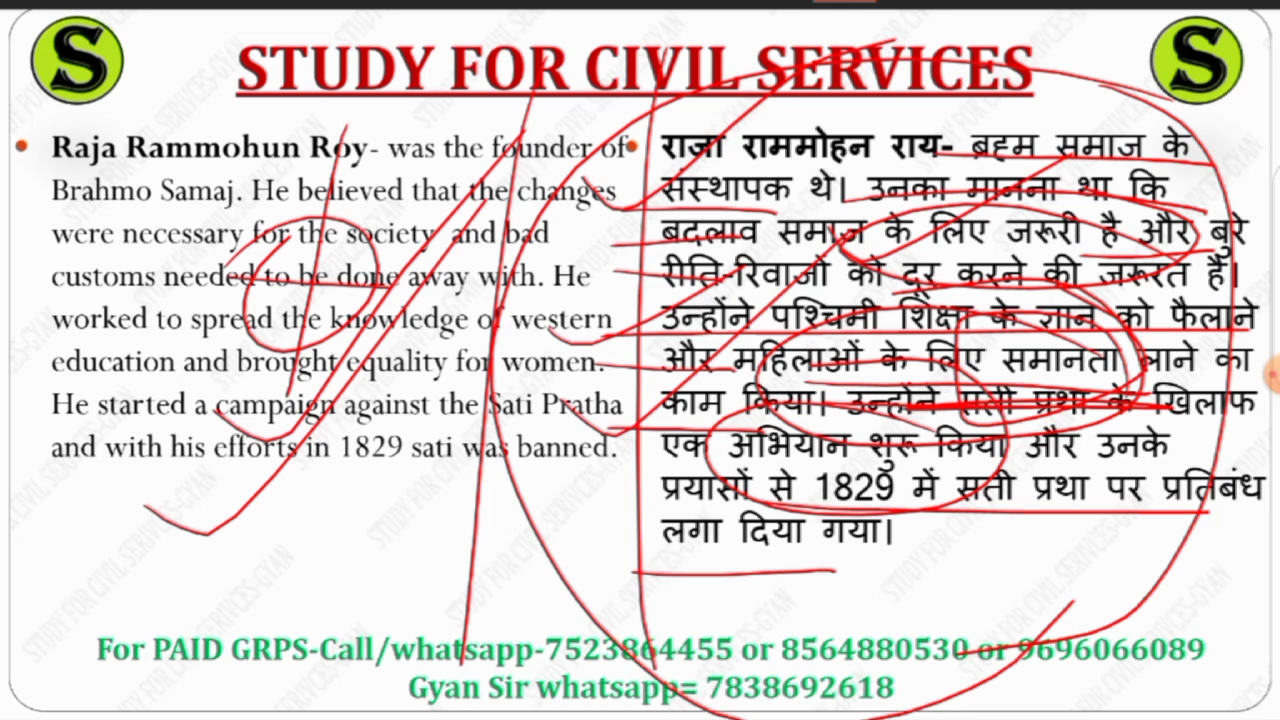 S
STUDY FOR CIVIL SERVICES
S
• Raja Rammohun Roy- was the founder of
Brahmo Samaj. He believed that the changes
were necessary for the society and bad
customs needed to be done away with. He
worked to spread the knowledge of western
education and brought equality for women.
He started a campaign against the Sati Pratha
and with his efforts in 1829 sati was banned.
• राजा राममोहन राय- ब्रह्म समाज के
संस्थापक थे। उनका मानना था कि
बदलाव समाज के लिए जरूरी है और बुरे
रीति-रिवाजों को दूर करने की जरूरत है।
उन्होंने पश्चिमी शिक्षा के ज्ञान को फैलाने
और महिलाओं के लिए समानता लाने का
काम किया। उन्होंने सती प्रथा के खिलाफ
एक अभियान शुरू किया और उनके
प्रयासों से 1829 में सती प्रथा पर प्रतिबंध
लगा दिया गया।
For PAID GRPS-Call/whatsapp-7523864455 or 8564880530 or 9696066089
Gyan Sir whatsapp= 7838692618